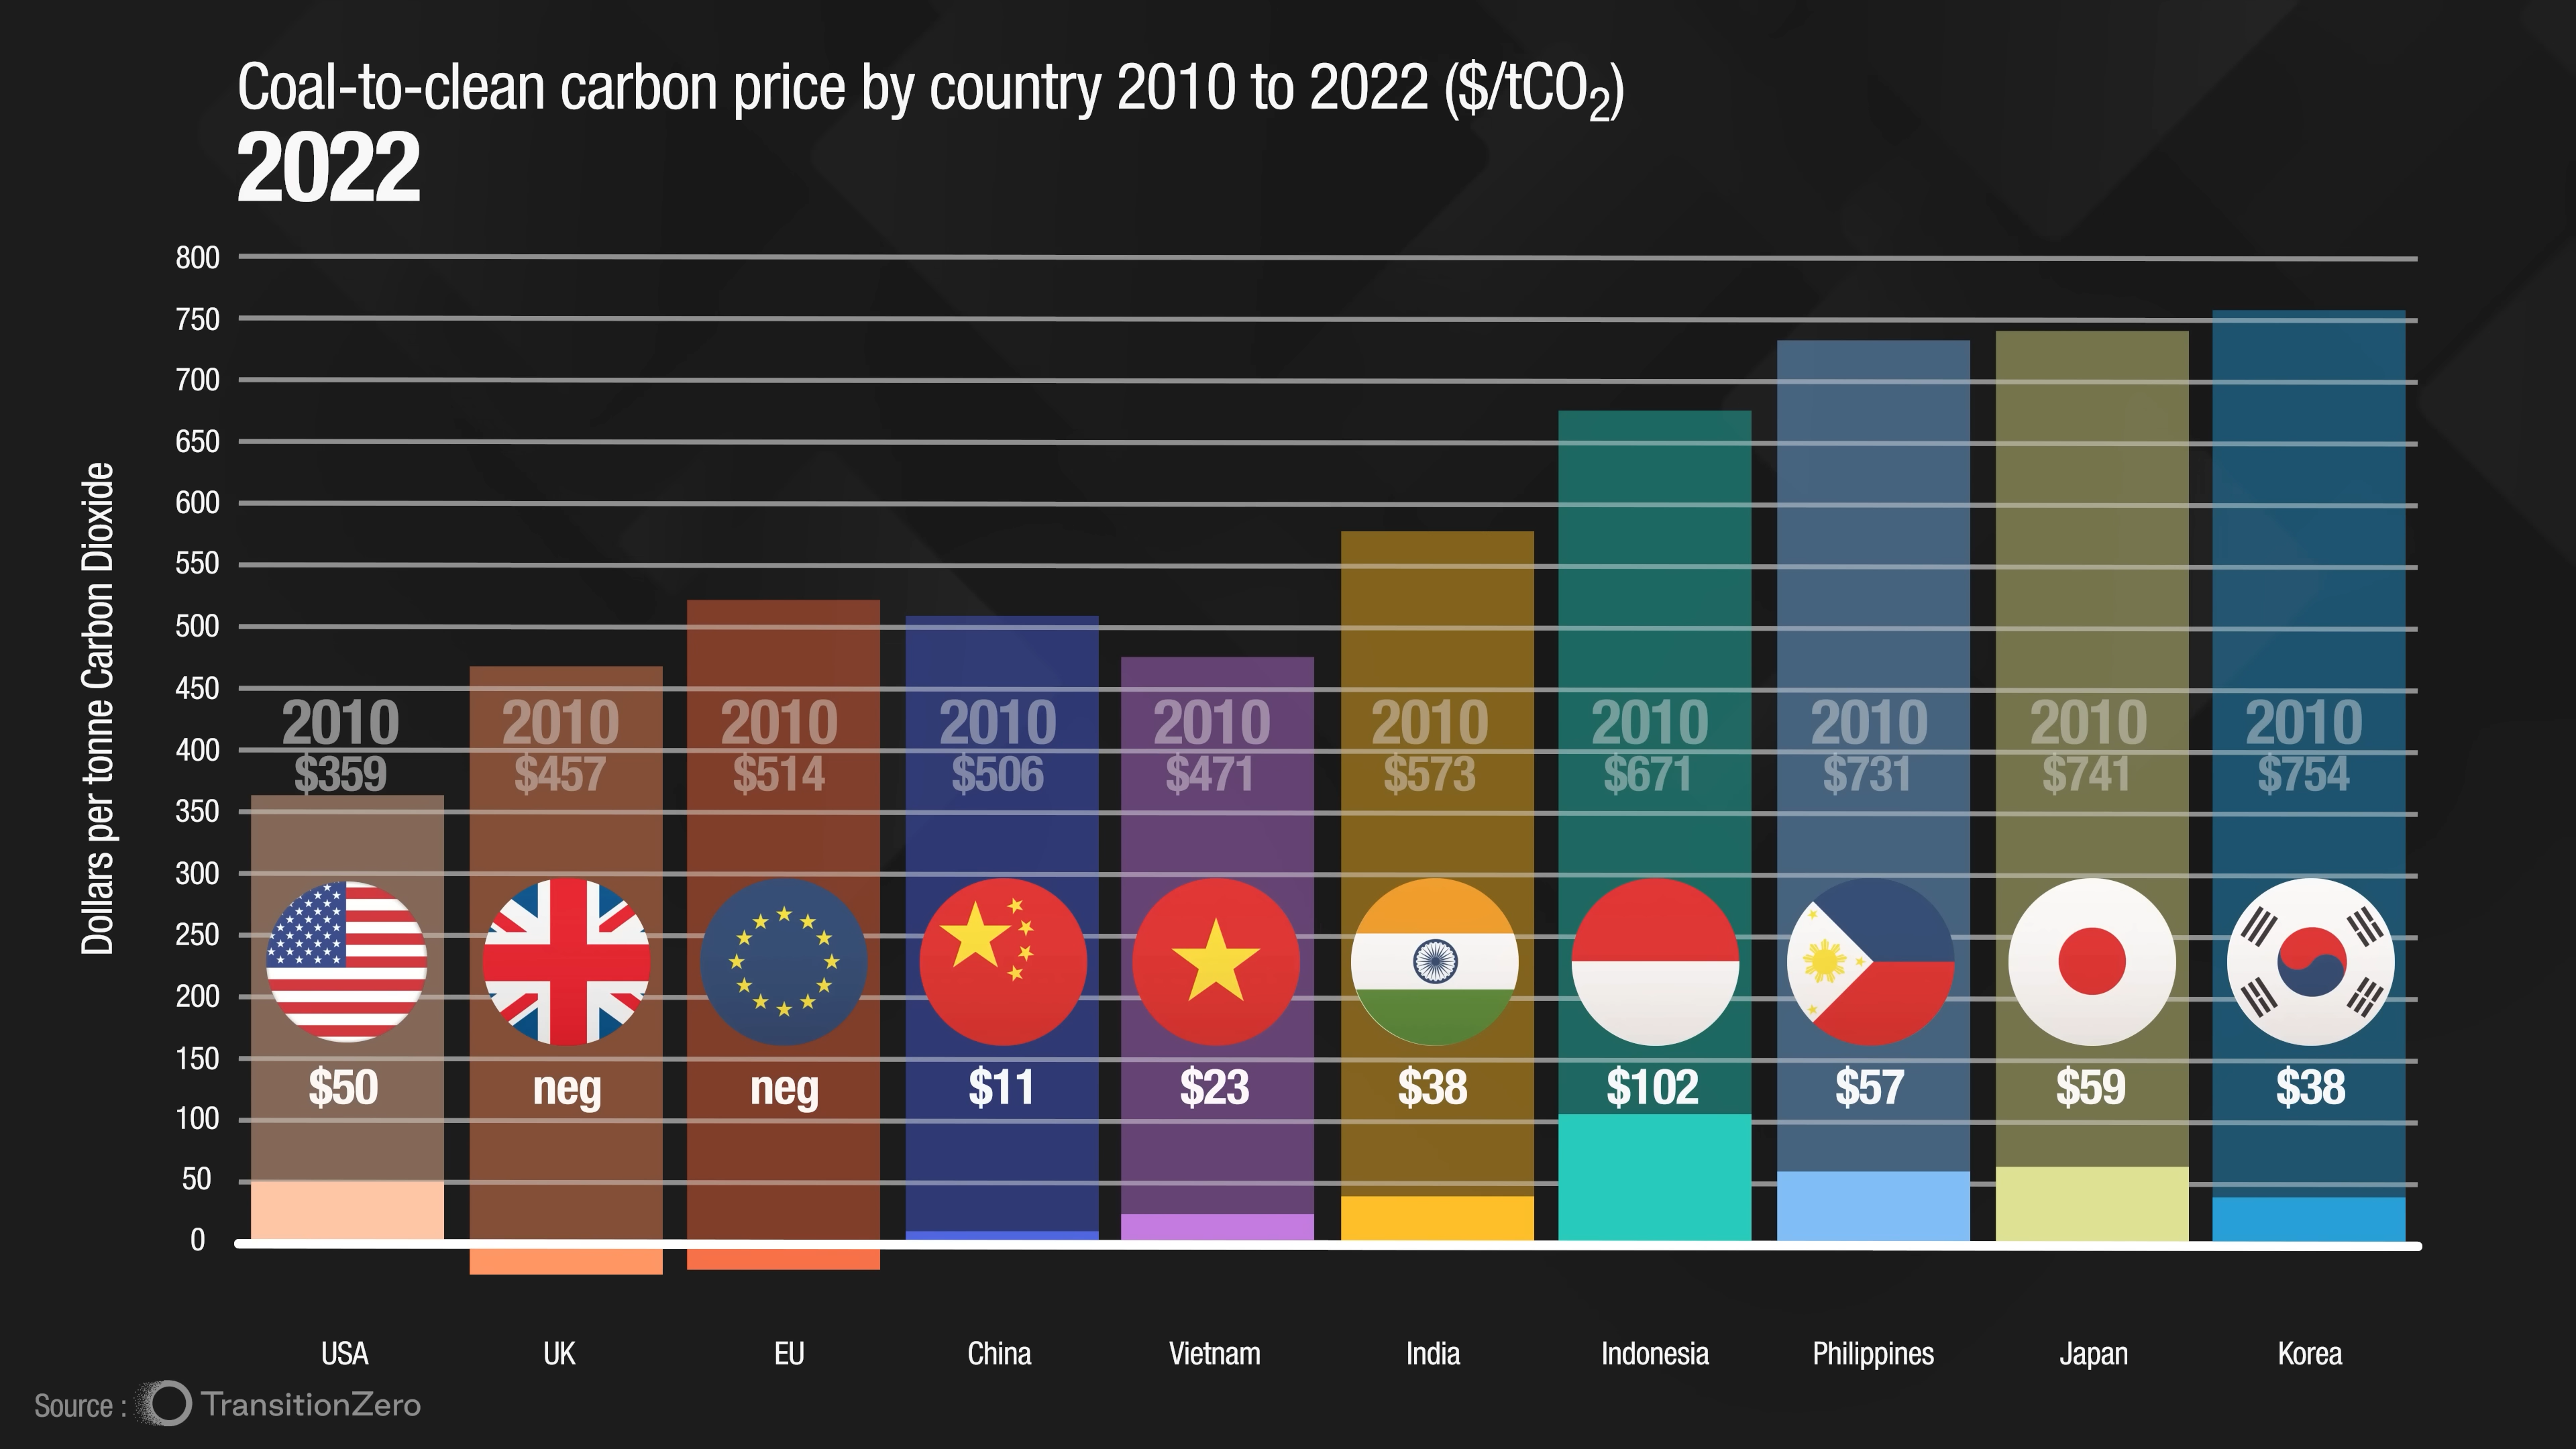 Coal-to-clean carbon price by country 2010 to 2022 ($/tCO₂)
2022
Dollars per tonne Carbon Dioxide
800
750
700
650
600
550
500
450
400
350
300
250
200
150
100
50
0
2010 2010 2010 2010 2010 2010 2010 2010 2010 2010
$359 $457 $514 $506 $471 $573 $671 $731 $741 $754
$50 neg neg $11 $23 $38 $102 $57 $59 $38
USA UK EU China Vietnam India Indonesia Philippines Japan Korea
Source : TransitionZero